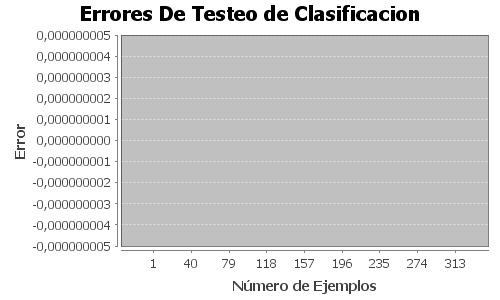 Errores De Testeo de Clasificacion
0,000000005
0,000000004
0,000000003
0,000000002
0,000000001
0,000000000
-0,000000001
-0,000000002
-0,000000003
-0,000000004
-0,000000005
Error
1 40 79 118 157 196 235 274 313
Número de Ejemplos